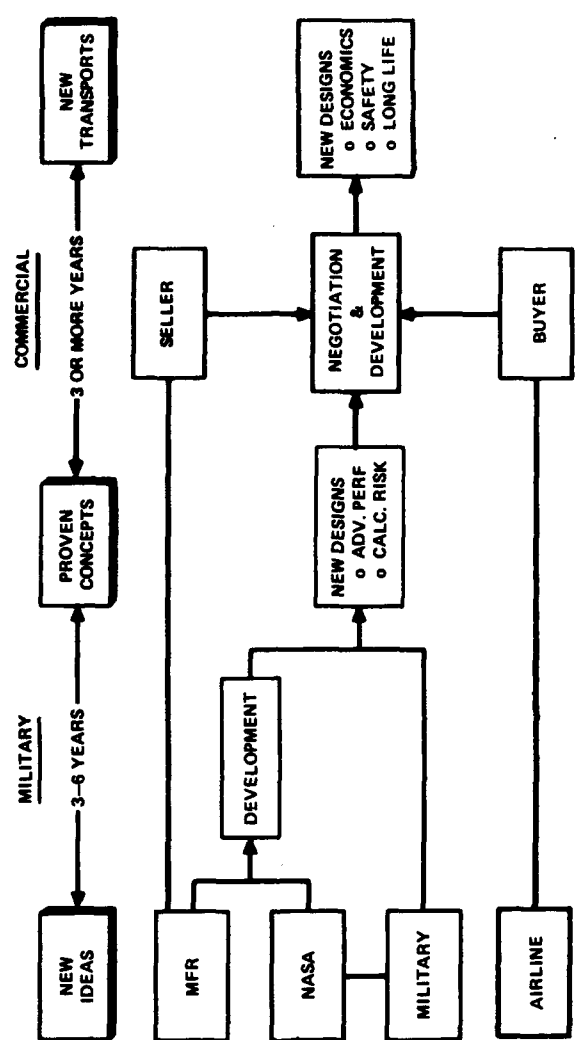 MILITARY
COMMERCIAL
NEW
IDEAS
3–6 YEARS
PROVEN
CONCEPTS
3 OR MORE YEARS
NEW
TRANSPORTS
MFR
SELLER
DEVELOPMENT
NASA
NEW DESIGNS
o ADV. PERF
o CALC. RISK
NEGOTIATION
&
DEVELOPMENT
NEW DESIGNS
o ECONOMICS
o SAFETY
o LONG LIFE
MILITARY
AIRLINE
BUYER